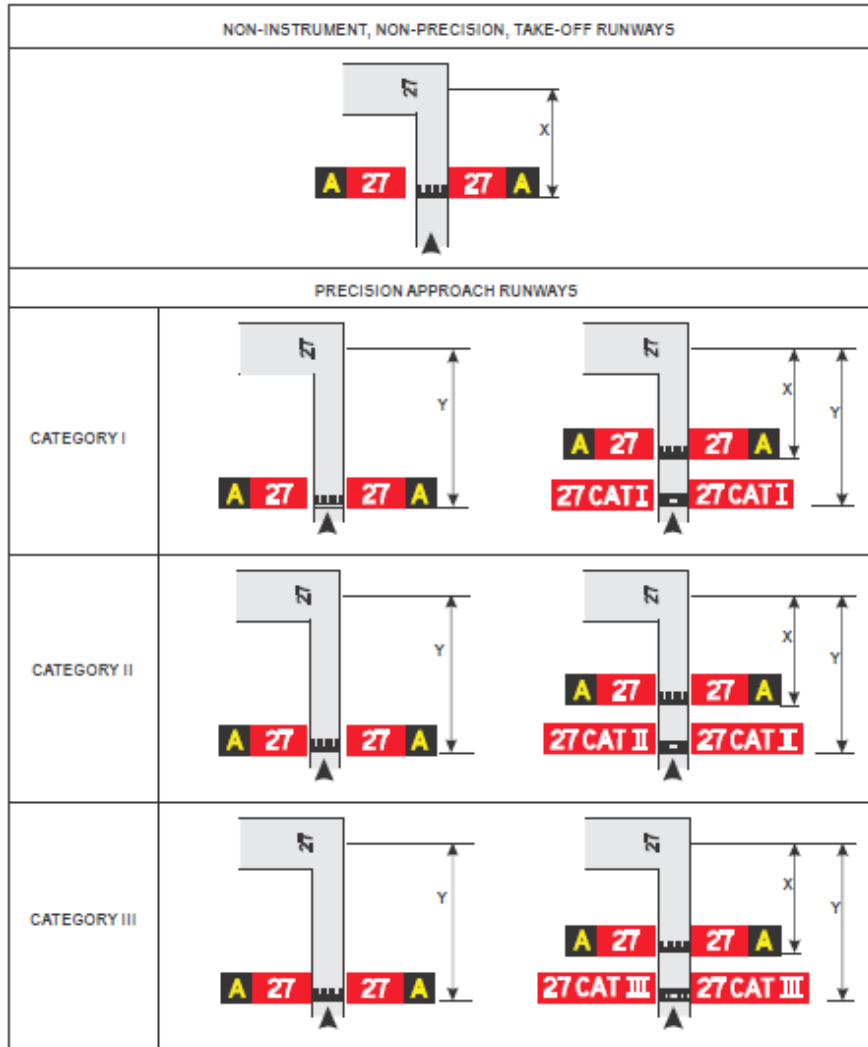 NON-INSTRUMENT, NON-PRECISION, TAKE-OFF RUNWAYS
27
X
A 27 27 A
PRECISION APPROACH RUNWAYS
27 27
X
Y Y
CATEGORY I
A 27 27 A
A 27 27 A 27 CAT I 27 CAT I
27 27
X
Y Y
CATEGORY II
A 27 27 A
A 27 27 A 27 CAT II 27 CAT I
27 27
X
Y Y
CATEGORY III
A 27 27 A
A 27 27 A 27 CAT III 27 CAT III